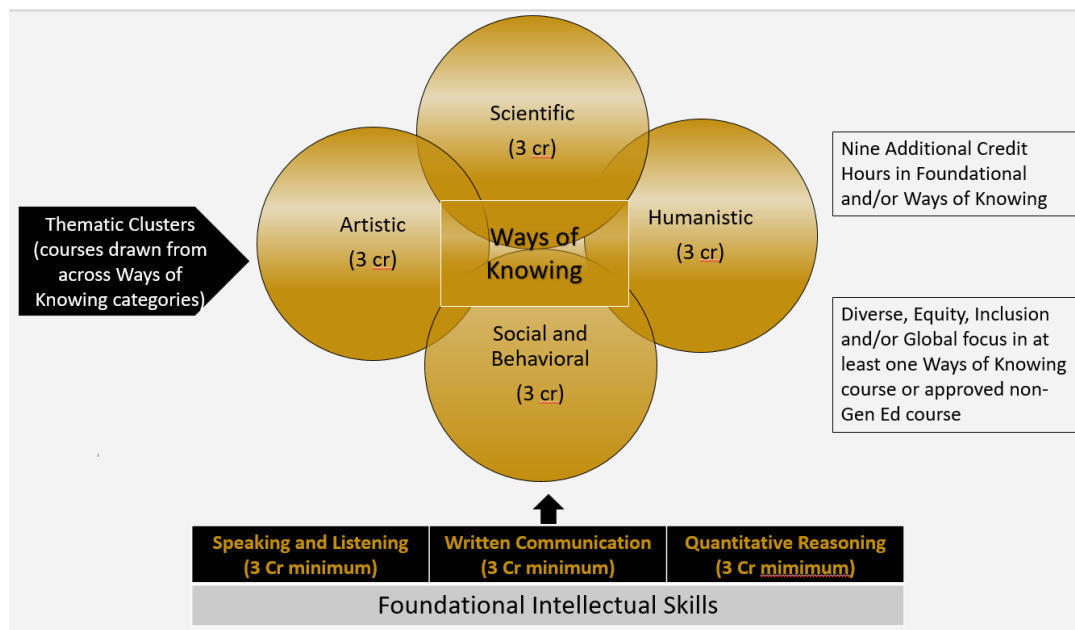 Scientific
(3 cr)
Artistic
(3 cr)
Humanistic
(3 cr)
Ways of
Knowing
Social and
Behavioral
(3 cr)
Thematic Clusters
(courses drawn from
across Ways of
Knowing categories)
Nine Additional Credit
Hours in Foundational
and/or Ways of Knowing
Diverse, Equity, Inclusion
and/or Global focus in at
least one Ways of Knowing
course or approved non-
Gen Ed course
Speaking and Listening
(3 Cr minimum)
Written Communication
(3 Cr minimum)
Quantitative Reasoning
(3 Cr mimimum)
Foundational Intellectual Skills